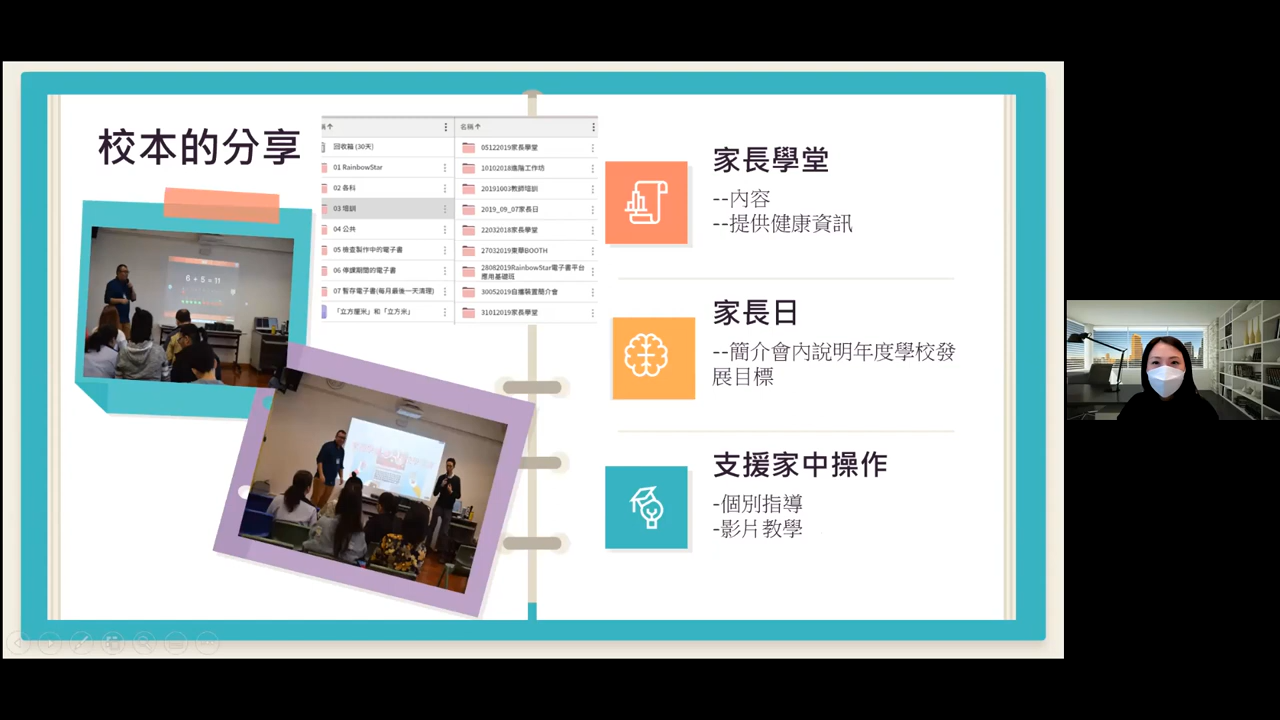 校本的分享
名稱↑
回收箱 (30天)
01 RainbowStar
02 各科
03 培訓
04 公共
05 檢查製作中的電子書
06 停課期間的電子書
07 暫存電子書(每月最後一天清理)
「立方厘米」和「立方米」
05122019家長學堂
10102018進階工作坊
20191003教師培訓
2019_09_07家長日
22032018家長學堂
27032019東華BOOTH
28082019RainbowStar電子書平台
應用基礎班
30052019自攜裝置簡介會
31012019家長學堂
6 + 5 = 11
家長學堂
--內容
--提供健康資訊
家長日
--簡介會內說明年度學校發
展目標
支援家中操作
-個別指導
-影片教學